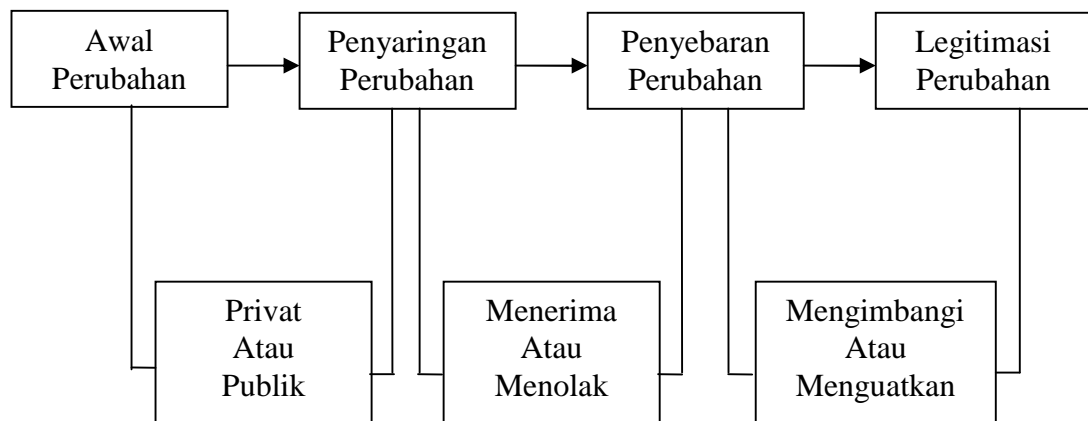 Awal
Perubahan
Penyaringan
Perubahan
Penyebaran
Perubahan
Legitimasi
Perubahan
Privat
Atau
Publik
Menerima
Atau
Menolak
Mengimbangi
Atau
Menguatkan